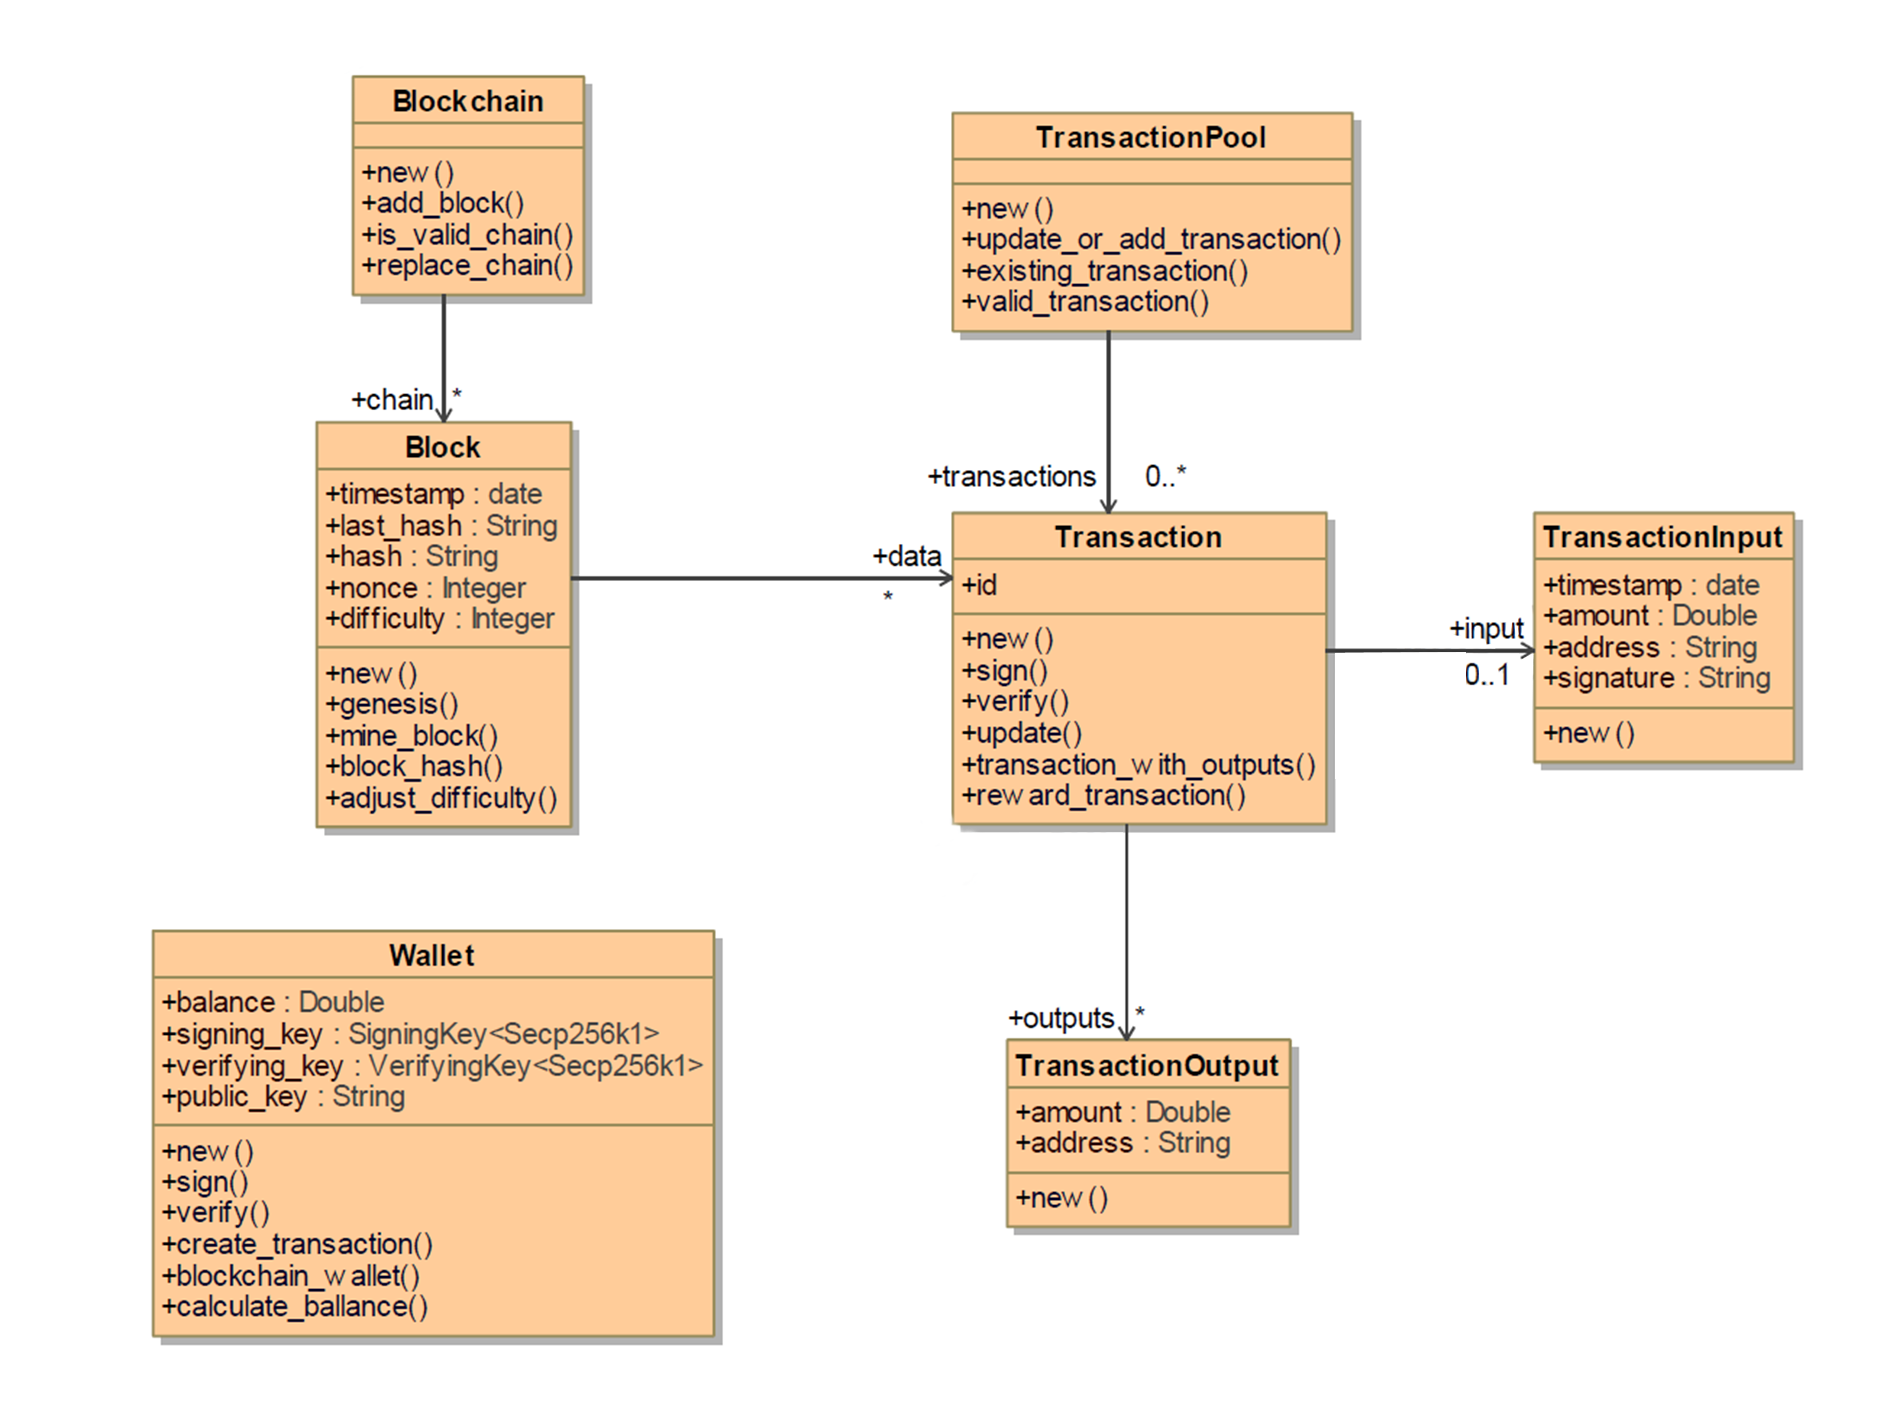 Blockchain
+new()
+add_block()
+is_valid_chain()
+replace_chain()
+chain *
Block
+timestamp : date
+last_hash : String
+hash : String
+nonce : Integer
+difficulty : Integer
+new()
+genesis()
+mine_block()
+block_hash()
+adjust_difficulty()
+data
*
TransactionPool
+new()
+update_or_add_transaction()
+existing_transaction()
+valid_transaction()
+transactions 0..*
Transaction
+id
+new()
+sign()
+verify()
+update()
+transaction_with_outputs()
+reward_transaction()
+input
0..1
TransactionInput
+timestamp : date
+amount : Double
+address : String
+signature : String
+new()
+outputs *
TransactionOutput
+amount : Double
+address : String
+new()
Wallet
+balance : Double
+signing_key : SigningKey<Secp256k1>
+verifying_key : VerifyingKey<Secp256k1>
+public_key : String
+new()
+sign()
+verify()
+create_transaction()
+blockchain_wallet()
+calculate_ballance()